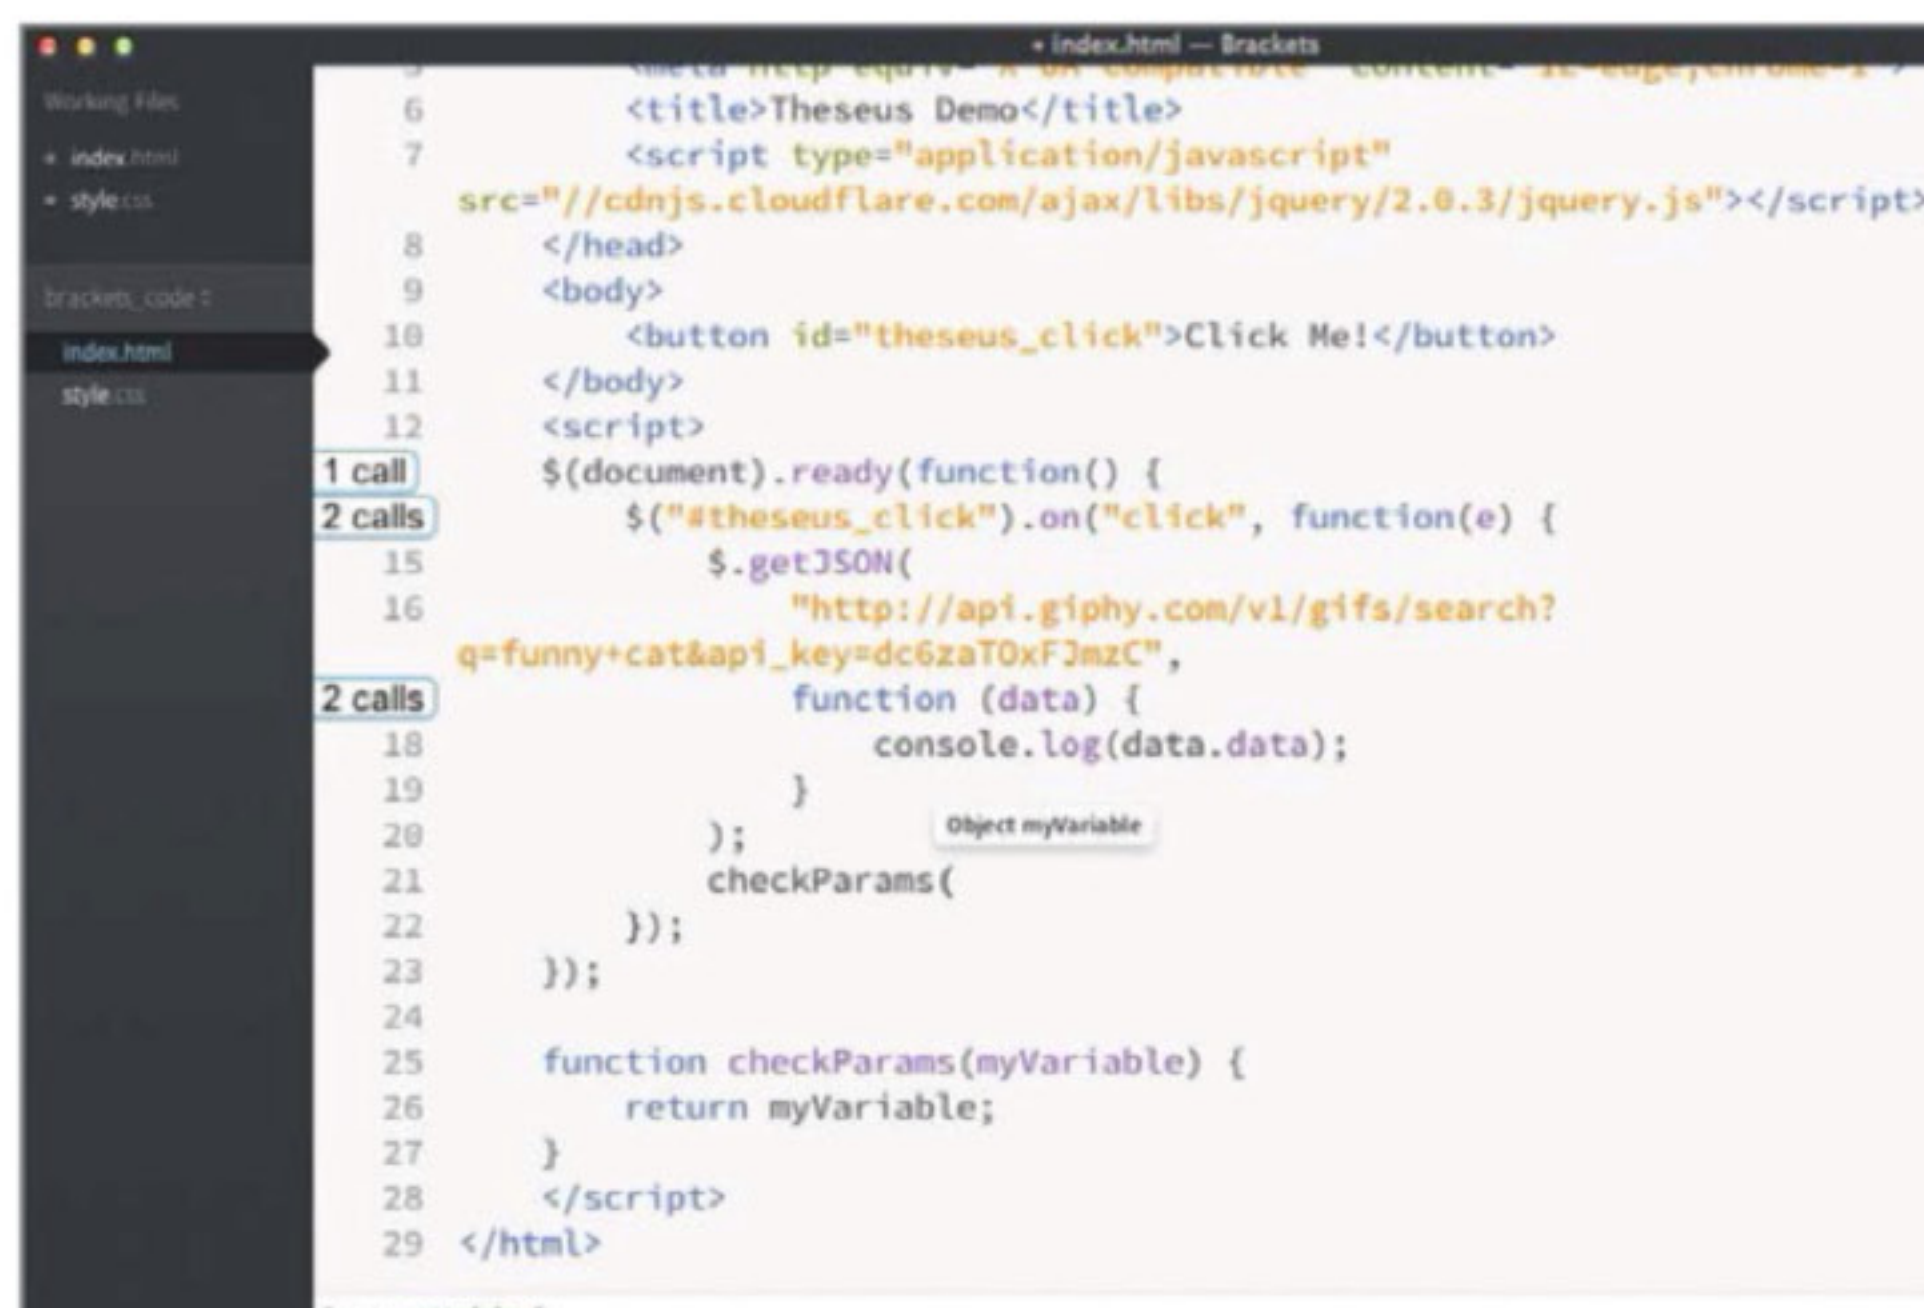 index.html — Brackets
Working Files
index.html
style.css
brackets_code
index.html
style.css
6 <title>Theseus Demo</title>
7 <script type="application/javascript"
src="//cdnjs.cloudflare.com/ajax/libs/jquery/2.0.3/jquery.js"></script>
8 </head>
9 <body>
10 <button id="theseus_click">Click Me!</button>
11 </body>
12 <script>
1 call $(document).ready(function() {
2 calls $("#theseus_click").on("click", function(e) {
15 $.getJSON(
16 "http://api.giphy.com/v1/gifs/search?
q=funny+cat&api_key=dc6zaTOxFJmzC",
2 calls function (data) {
18 console.log(data.data);
19 }
Object myVariable
20 );
21 checkParams(
22 });
23 });
24
25 function checkParams(myVariable) {
26 return myVariable;
27 }
28 </script>
29 </html>